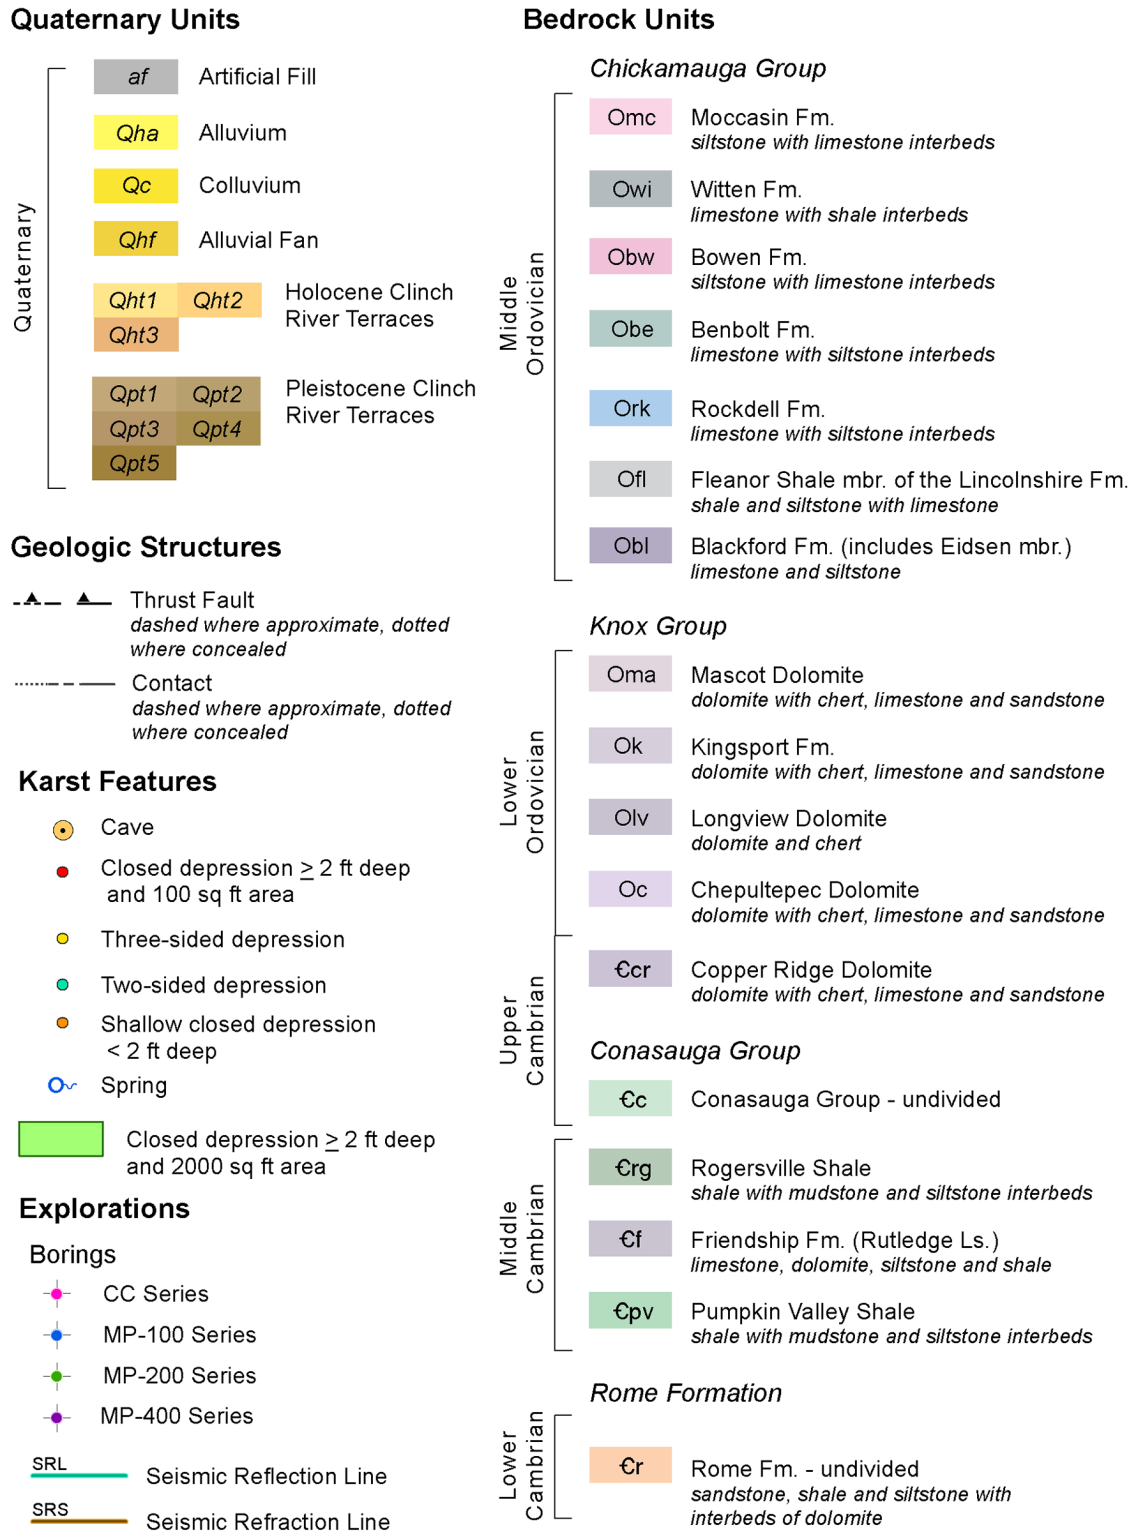 Quaternary Units
Quaternary
af Artificial Fill
Qha Alluvium
Qc Colluvium
Qhf Alluvial Fan
Qht1 Qht2 Holocene Clinch
River Terraces
Qht3
Qpt1 Qpt2 Pleistocene Clinch
River Terraces
Qpt3 Qpt4
Qpt5
Geologic Structures
Thrust Fault
dashed where approximate, dotted
where concealed
Contact
dashed where approximate, dotted
where concealed
Karst Features
Cave
Closed depression ≥ 2 ft deep
and 100 sq ft area
Three-sided depression
Two-sided depression
Shallow closed depression
< 2 ft deep
Spring
Closed depression ≥ 2 ft deep
and 2000 sq ft area
Explorations
Borings
CC Series
MP-100 Series
MP-200 Series
MP-400 Series
SRL Seismic Reflection Line
SRS Seismic Refraction Line
Bedrock Units
Chickamauga Group
Middle
Ordovician
Omc Moccasin Fm.
siltstone with limestone interbeds
Owi Witten Fm.
limestone with shale interbeds
Obw Bowen Fm.
siltstone with limestone interbeds
Obe Benbolt Fm.
limestone with siltstone interbeds
Ork Rockdell Fm.
limestone with siltstone interbeds
Ofl Fleanor Shale mbr. of the Lincolnshire Fm.
shale and siltstone with limestone
Obl Blackford Fm. (includes Eidsen mbr.)
limestone and siltstone
Knox Group
Lower
Ordovician
Oma Mascot Dolomite
dolomite with chert, limestone and sandstone
Ok Kingsport Fm.
dolomite with chert, limestone and sandstone
Olv Longview Dolomite
dolomite and chert
Oc Chepultepec Dolomite
dolomite with chert, limestone and sandstone
Upper
Cambrian
€cr Copper Ridge Dolomite
dolomite with chert, limestone and sandstone
Conasauga Group
€c Conasauga Group - undivided
Middle
Cambrian
€rg Rogersville Shale
shale with mudstone and siltstone interbeds
€f Friendship Fm. (Rutledge Ls.)
limestone, dolomite, siltstone and shale
€pv Pumpkin Valley Shale
shale with mudstone and siltstone interbeds
Rome Formation
Lower
Cambrian
€r Rome Fm. - undivided
sandstone, shale and siltstone with
interbeds of dolomite